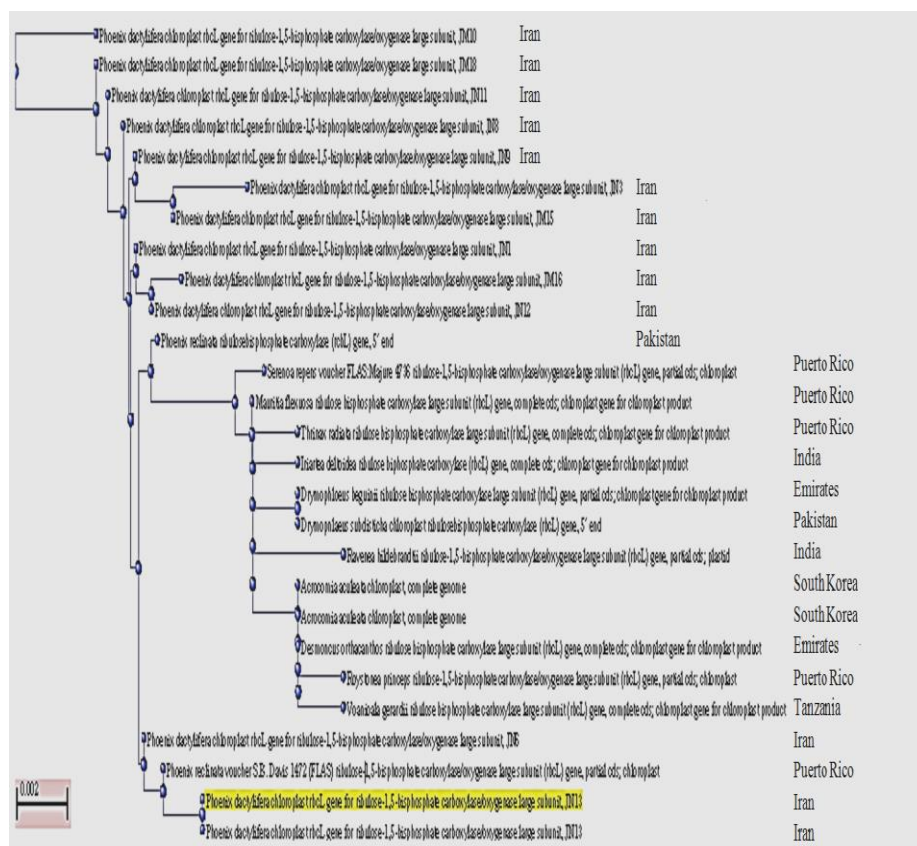 Phoenix dactylifera chloroplast rbcL gene for ribulose-1,5-bisphosphate carboxylase/oxygenase large subunit, JM10 Iran
Phoenix dactylifera chloroplast rbcL gene for ribulose-1,5-bisphosphate carboxylase/oxygenase large subunit, JM18 Iran
Phoenix dactylifera chloroplast rbcL gene for ribulose-1,5-bisphosphate carboxylase/oxygenase large subunit, JN11 Iran
Phoenix dactylifera chloroplast rbcL gene for ribulose-1,5-bisphosphate carboxylase/oxygenase large subunit, JN8 Iran
Phoenix dactylifera chloroplast rbcL gene for ribulose-1,5-bisphosphate carboxylase/oxygenase large subunit, JN9 Iran
Phoenix dactylifera chloroplast rbcL gene for ribulose-1,5-bisphosphate carboxylase/oxygenase large subunit, JN3 Iran
Phoenix dactylifera chloroplast rbcL gene for ribulose-1,5-bisphosphate carboxylase/oxygenase large subunit, JM15 Iran
Phoenix dactylifera chloroplast rbcL gene for ribulose-1,5-bisphosphate carboxylase/oxygenase large subunit, JN1 Iran
Phoenix dactylifera chloroplast rbcL gene for ribulose-1,5-bisphosphate carboxylase/oxygenase large subunit, JM16 Iran
Phoenix dactylifera chloroplast rbcL gene for ribulose-1,5-bisphosphate carboxylase/oxygenase large subunit, JN12 Iran
Phoenix reclinata ribulosebisphosphate carboxylase (rbcL) gene, 5' end Pakistan
Serenoa repens voucher FLAS:Majure ribulose-1,5-bisphosphate carboxylase/oxygenase large subunit (rbcL) gene, partial cds; chloroplast Puerto Rico
Mauritia flexuosa ribulose bisphosphate carboxylase large subunit (rbcL) gene, complete cds; chloroplast gene for chloroplast product Puerto Rico
Thrinax radiata ribulose bisphosphate carboxylase large subunit (rbcL) gene, complete cds; chloroplast gene for chloroplast product Puerto Rico
Iriartea deltoidea ribulose biphosphate carboxylase (rbcL) gene, complete cds; chloroplast gene for chloroplast product India
Drymophloeus beguinii ribulose bisphosphate carboxylase large subunit (rbcL) gene, partial cds; chloroplast gene for chloroplast product Emirates
subdisticha chloroplast ribulosebisphosphate carboxylase (rbcL) gene, 5' end Pakistan
Ravenea hildebrandtii ribulose-1,5-bisphosphate carboxylase/oxygenase large subunit (rbcL) gene, partial cds; plastid India
Acrocomia aculeata chloroplast, complete genome South Korea
Acrocomia aculeata chloroplast, complete genome South Korea
Desmoncus orthacanthos ribulose bisphosphate carboxylase large subunit (rbcL) gene, complete cds; chloroplast gene for chloroplast product Emirates
Roystonea princeps ribulose-1,5-bisphosphate carboxylase/oxygenase large subunit (rbcL) gene, partial cds; chloroplast Puerto Rico
Voanioala gerardii ribulose bisphosphate carboxylase large subunit (rbcL) gene, complete cds; chloroplast gene for chloroplast product Tanzania
Phoenix dactylifera chloroplast rbcL gene for ribulose-1,5-bisphosphate carboxylase/oxygenase large subunit, Iran
Phoenix reclinata voucher S.B. Davis 1472 (FLAS) ribulose-1,5-bisphosphate carboxylase/oxygenase large subunit (rbcL) gene, partial cds; chloroplast Puerto Rico
0.002
Phoenix dactylifera chloroplast rbcL gene for ribulose-1,5-bisphosphate carboxylase/oxygenase large subunit, JN13 Iran
Phoenix dactylifera chloroplast rbcL gene for ribulose-1,5-bisphosphate carboxylase/oxygenase large subunit, JN13 Iran